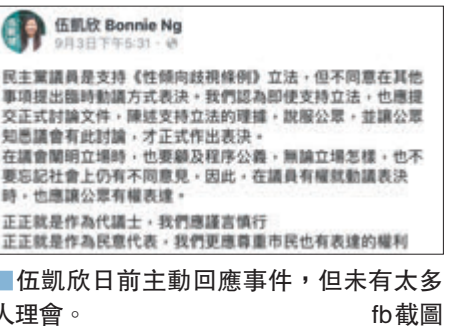 伍凱欣 Bonnie Ng
9月3日下午5:31 ·
民主黨議員是支持《性傾向歧視條例》立法，但不同意在其他
事項提出臨時動議方式表決。我們認為即使支持立法，也應提
交正式討論文件，陳述支持立法的理據，說服公眾，並讓公眾
知悉議會有此討論，才正式作出表決。
在議會闡明立場時，也要顧及程序公義，無論立場怎樣，也不
要忘記社會上仍有不同意見。因此，在議員有權就動議表決
時，也應讓公眾有權表達。
正正就是作為代議士，我們應謹言慎行
正正就是作為民意代表，我們更應尊重市民也有表達的權利
■伍凱欣日前主動回應事件，但未有太多
人理會。 fb截圖